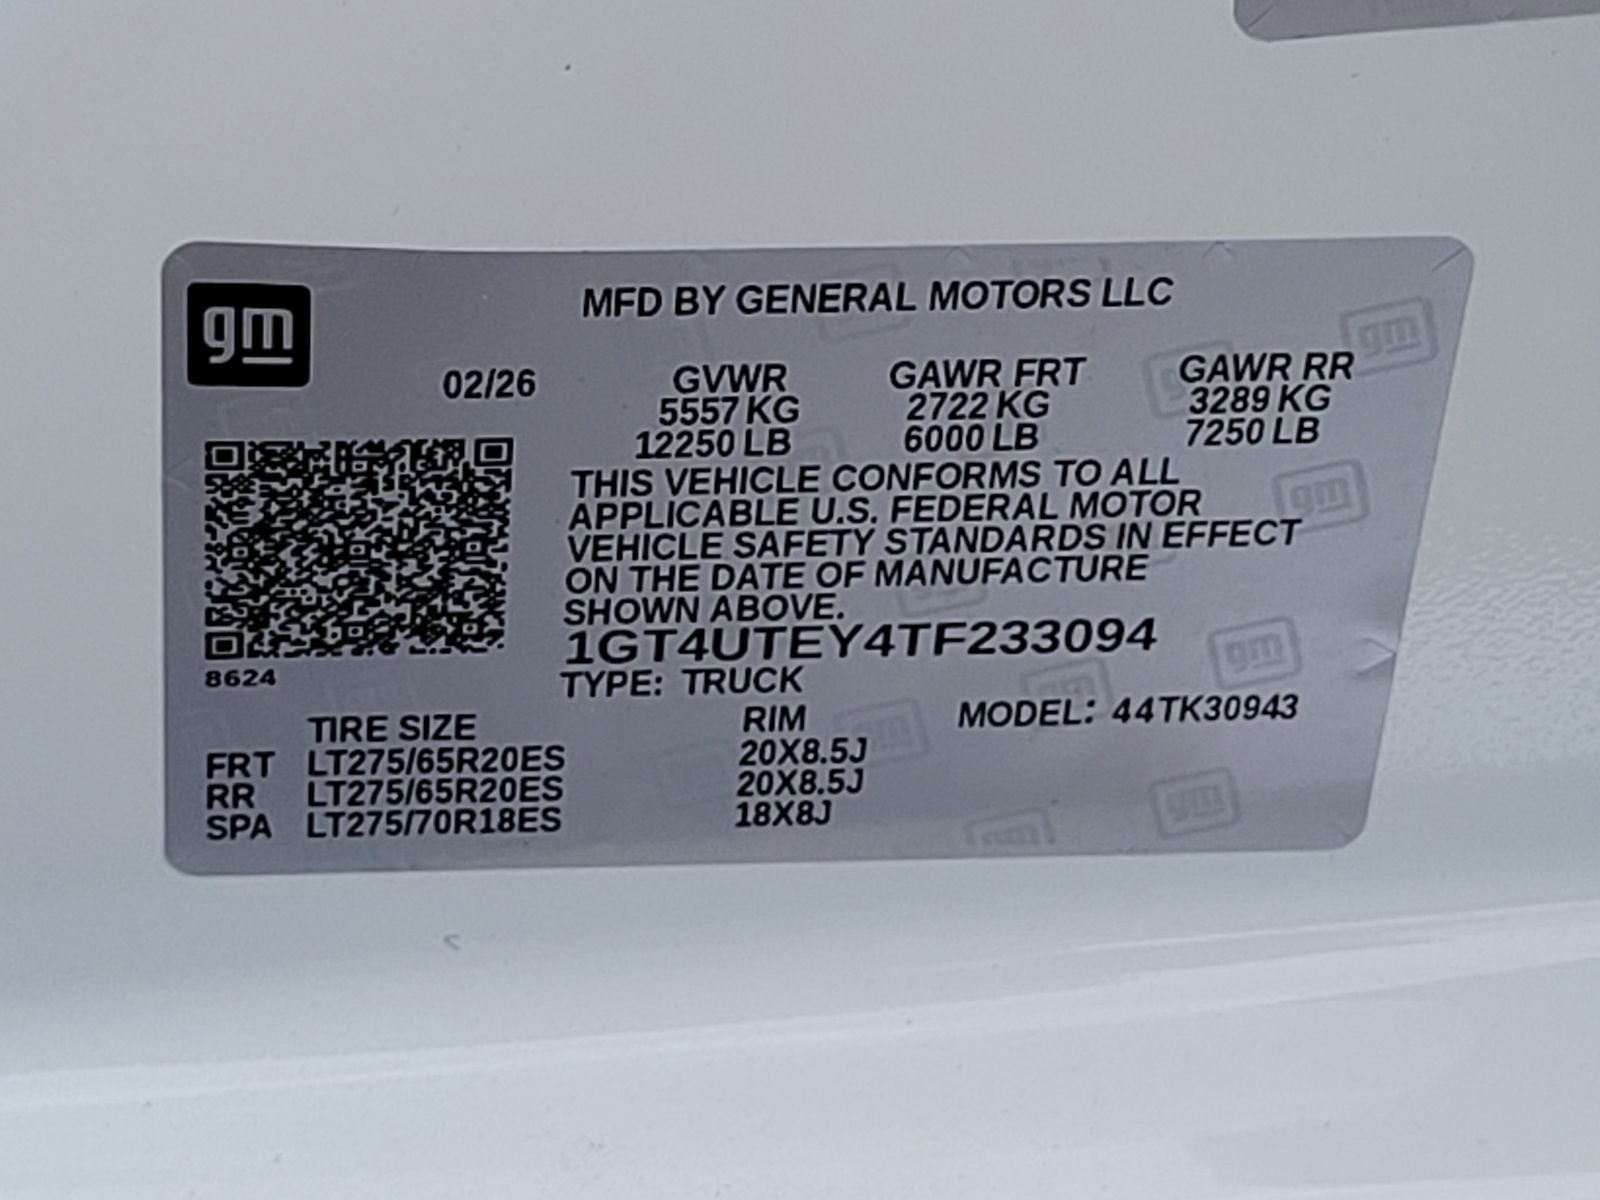 gm
MFD BY GENERAL MOTORS LLC
02/26 GVWR GAWR FRT GAWR RR
5557 KG 2722 KG 3289 KG
12250 LB 6000 LB 7250 LB
THIS VEHICLE CONFORMS TO ALL
APPLICABLE U.S. FEDERAL MOTOR
VEHICLE SAFETY STANDARDS IN EFFECT
ON THE DATE OF MANUFACTURE
SHOWN ABOVE.
1GT4UTEY4TF233094
8624
TYPE: TRUCK
TIRE SIZE RIM MODEL: 44TK30943
FRT LT275/65R20ES 20X8.5J
RR LT275/65R20ES 20X8.5J
SPA LT275/70R18ES 18X8J